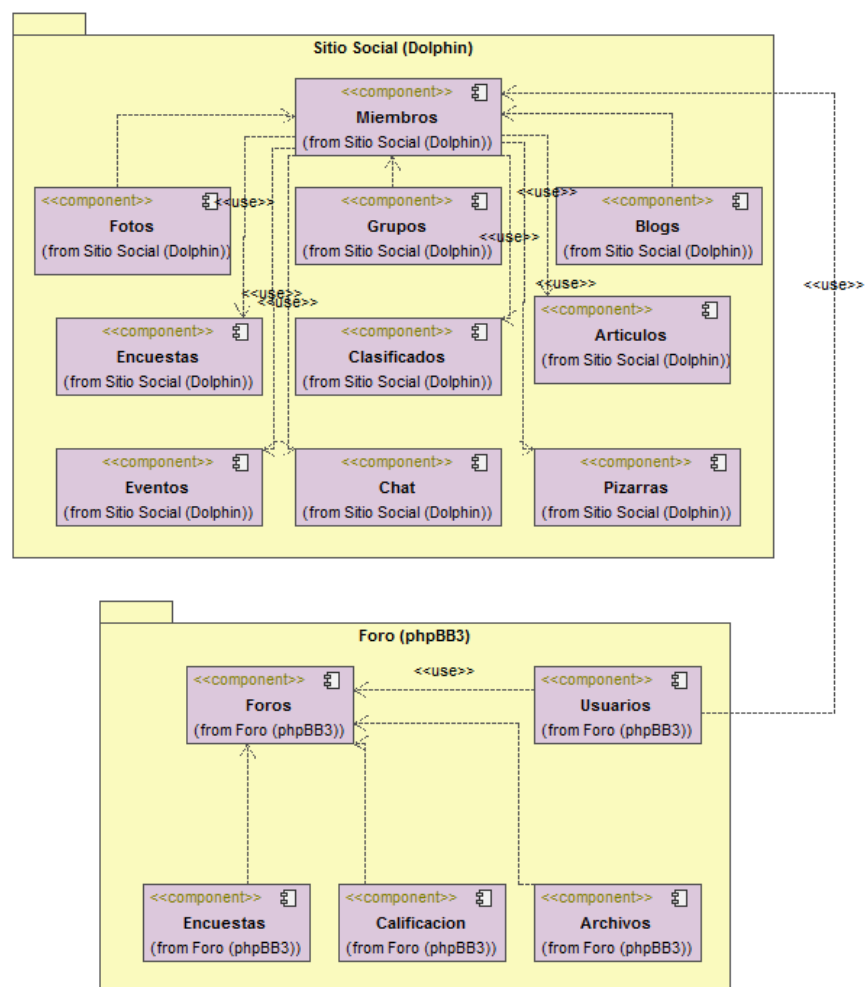 Sitio Social (Dolphin)
<<component>>
Miembros
(from Sitio Social (Dolphin))
<<component>>
Fotos
(from Sitio Social (Dolphin))
<<use>>
<<component>>
Grupos
(from Sitio Social (Dolphin))
<<use>>
<<use>>
<<component>>
Blogs
(from Sitio Social (Dolphin))
<<use>>
<<use>>
<<use>>
<<use>>
<<component>>
Encuestas
(from Sitio Social (Dolphin))
<<component>>
Clasificados
(from Sitio Social (Dolphin))
<<component>>
Articulos
(from Sitio Social (Dolphin))
<<component>>
Eventos
(from Sitio Social (Dolphin))
<<component>>
Chat
(from Sitio Social (Dolphin))
<<component>>
Pizarras
(from Sitio Social (Dolphin))
Foro (phpBB3)
<<component>>
Foros
(from Foro (phpBB3))
<<use>>
<<component>>
Usuarios
(from Foro (phpBB3))
<<component>>
Encuestas
(from Foro (phpBB3))
<<component>>
Calificacion
(from Foro (phpBB3))
<<component>>
Archivos
(from Foro (phpBB3))